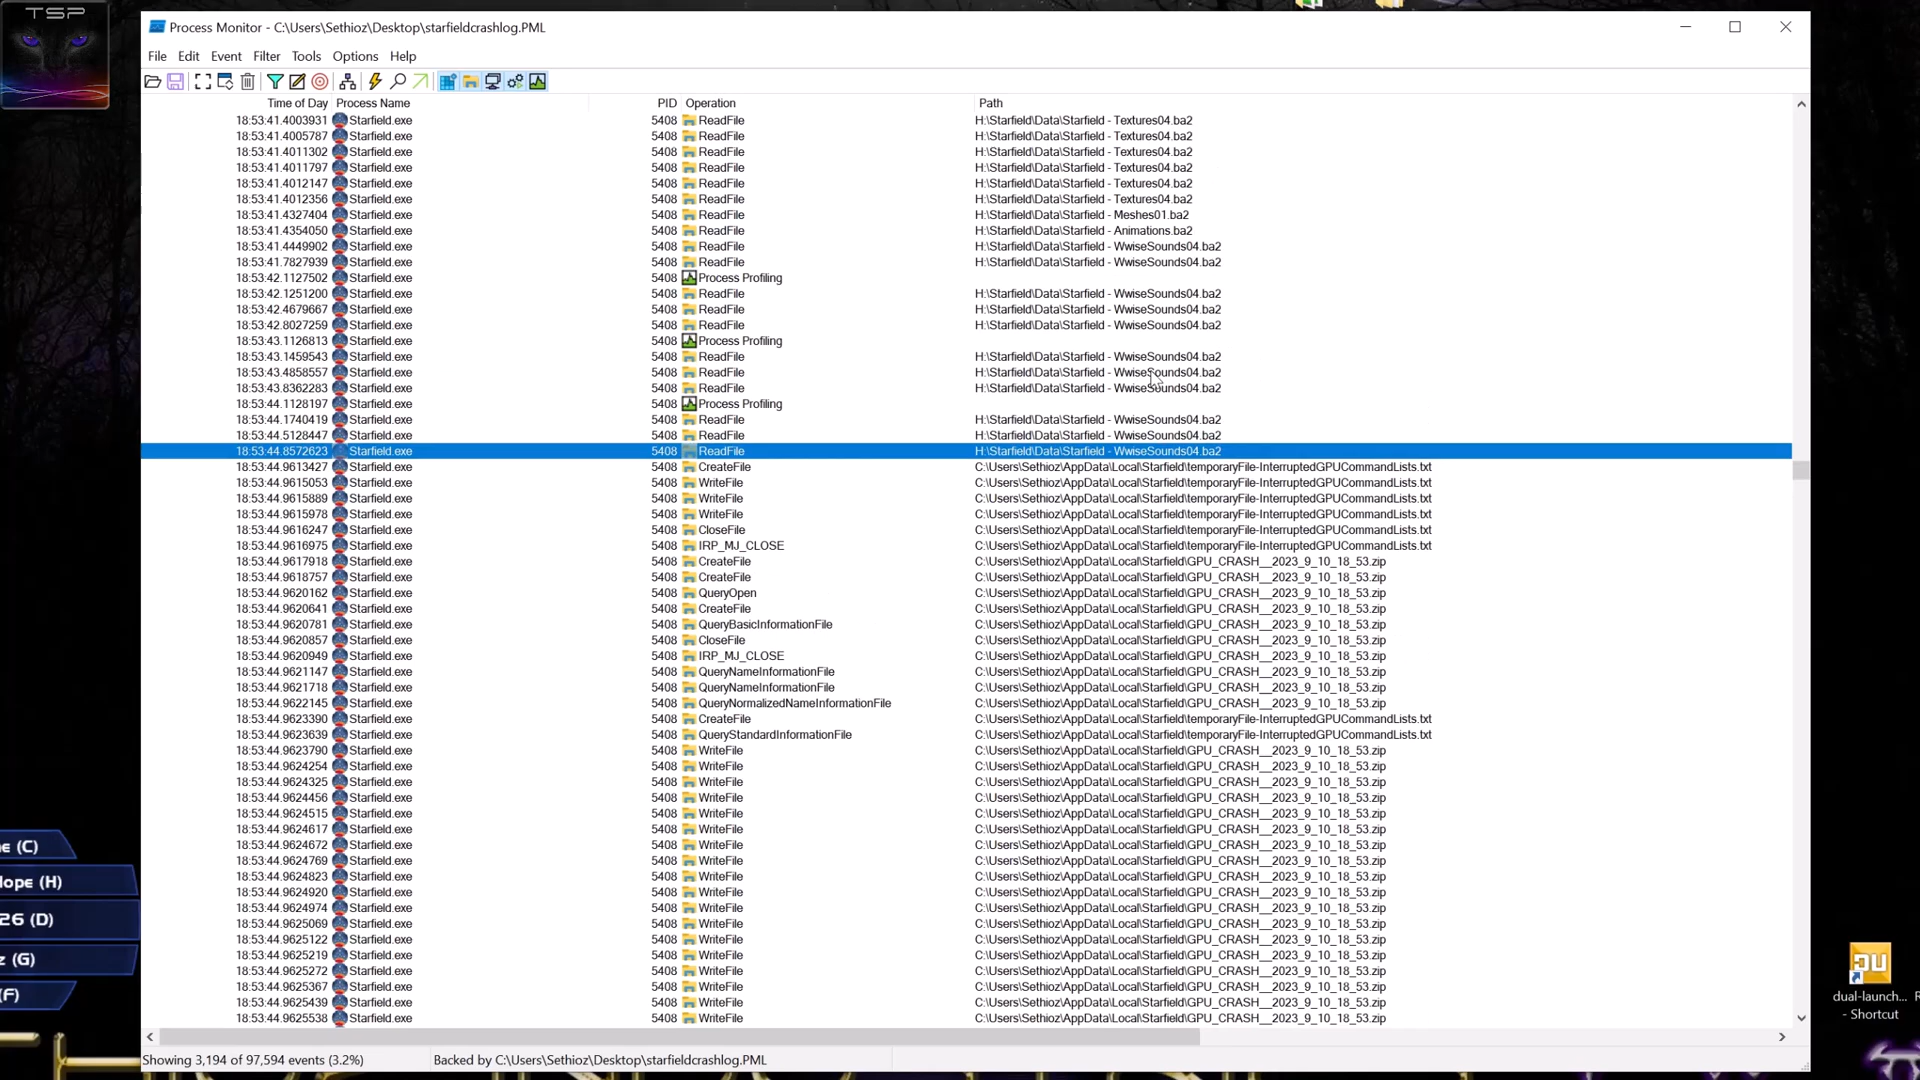 TSP
Process Monitor - C:\Users\Sethioz\Desktop\starfieldcrashlog.PML
File Edit Event Filter Tools Options Help
Time of Day Process Name PID Operation Path
18:53:41.4003931 Starfield.exe 5408 ReadFile H:\Starfield\Data\Starfield - Textures04.ba2
18:53:41.4005787 Starfield.exe 5408 ReadFile H:\Starfield\Data\Starfield - Textures04.ba2
18:53:41.4011302 Starfield.exe 5408 ReadFile H:\Starfield\Data\Starfield - Textures04.ba2
18:53:41.4011797 Starfield.exe 5408 ReadFile H:\Starfield\Data\Starfield - Textures04.ba2
18:53:41.4012147 Starfield.exe 5408 ReadFile H:\Starfield\Data\Starfield - Textures04.ba2
18:53:41.4012356 Starfield.exe 5408 ReadFile H:\Starfield\Data\Starfield - Textures04.ba2
18:53:41.4327404 Starfield.exe 5408 ReadFile H:\Starfield\Data\Starfield - Meshes01.ba2
18:53:41.4354050 Starfield.exe 5408 ReadFile H:\Starfield\Data\Starfield - Animations.ba2
18:53:41.4449902 Starfield.exe 5408 ReadFile H:\Starfield\Data\Starfield - WwiseSounds04.ba2
18:53:41.7827939 Starfield.exe 5408 ReadFile H:\Starfield\Data\Starfield - WwiseSounds04.ba2
18:53:42.1127502 Starfield.exe 5408 Process Profiling
18:53:42.1251200 Starfield.exe 5408 ReadFile H:\Starfield\Data\Starfield - WwiseSounds04.ba2
18:53:42.4679667 Starfield.exe 5408 ReadFile H:\Starfield\Data\Starfield - WwiseSounds04.ba2
18:53:42.8027259 Starfield.exe 5408 ReadFile H:\Starfield\Data\Starfield - WwiseSounds04.ba2
18:53:43.1126813 Starfield.exe 5408 Process Profiling
18:53:43.1459543 Starfield.exe 5408 ReadFile H:\Starfield\Data\Starfield - WwiseSounds04.ba2
18:53:43.4858557 Starfield.exe 5408 ReadFile H:\Starfield\Data\Starfield - WwiseSounds04.ba2
18:53:43.8362283 Starfield.exe 5408 ReadFile H:\Starfield\Data\Starfield - WwiseSounds04.ba2
18:53:44.1128197 Starfield.exe 5408 Process Profiling
18:53:44.1740419 Starfield.exe 5408 ReadFile H:\Starfield\Data\Starfield - WwiseSounds04.ba2
18:53:44.5128447 Starfield.exe 5408 ReadFile H:\Starfield\Data\Starfield - WwiseSounds04.ba2
18:53:44.8572623 Starfield.exe 5408 ReadFile H:\Starfield\Data\Starfield - WwiseSounds04.ba2
18:53:44.9613427 Starfield.exe 5408 CreateFile C:\Users\Sethioz\AppData\Local\Starfield\temporaryFile-InterruptedGPUCommandLists.txt
18:53:44.9615053 Starfield.exe 5408 WriteFile C:\Users\Sethioz\AppData\Local\Starfield\temporaryFile-InterruptedGPUCommandLists.txt
18:53:44.9615889 Starfield.exe 5408 WriteFile C:\Users\Sethioz\AppData\Local\Starfield\temporaryFile-InterruptedGPUCommandLists.txt
18:53:44.9615978 Starfield.exe 5408 WriteFile C:\Users\Sethioz\AppData\Local\Starfield\temporaryFile-InterruptedGPUCommandLists.txt
18:53:44.9616247 Starfield.exe 5408 CloseFile C:\Users\Sethioz\AppData\Local\Starfield\temporaryFile-InterruptedGPUCommandLists.txt
18:53:44.9616975 Starfield.exe 5408 IRP_MJ_CLOSE C:\Users\Sethioz\AppData\Local\Starfield\temporaryFile-InterruptedGPUCommandLists.txt
18:53:44.9617918 Starfield.exe 5408 CreateFile C:\Users\Sethioz\AppData\Local\Starfield\GPU_CRASH__2023_9_10_18_53.zip
18:53:44.9618757 Starfield.exe 5408 CreateFile C:\Users\Sethioz\AppData\Local\Starfield\GPU_CRASH__2023_9_10_18_53.zip
18:53:44.9620162 Starfield.exe 5408 QueryOpen C:\Users\Sethioz\AppData\Local\Starfield\GPU_CRASH__2023_9_10_18_53.zip
18:53:44.9620641 Starfield.exe 5408 CreateFile C:\Users\Sethioz\AppData\Local\Starfield\GPU_CRASH__2023_9_10_18_53.zip
18:53:44.9620781 Starfield.exe 5408 QueryBasicInformationFile C:\Users\Sethioz\AppData\Local\Starfield\GPU_CRASH__2023_9_10_18_53.zip
18:53:44.9620857 Starfield.exe 5408 CloseFile C:\Users\Sethioz\AppData\Local\Starfield\GPU_CRASH__2023_9_10_18_53.zip
18:53:44.9620949 Starfield.exe 5408 IRP_MJ_CLOSE C:\Users\Sethioz\AppData\Local\Starfield\GPU_CRASH__2023_9_10_18_53.zip
18:53:44.9621147 Starfield.exe 5408 QueryNameInformationFile C:\Users\Sethioz\AppData\Local\Starfield\GPU_CRASH__2023_9_10_18_53.zip
18:53:44.9621718 Starfield.exe 5408 QueryNameInformationFile C:\Users\Sethioz\AppData\Local\Starfield\GPU_CRASH__2023_9_10_18_53.zip
18:53:44.9622145 Starfield.exe 5408 QueryNormalizedNameInformationFile C:\Users\Sethioz\AppData\Local\Starfield\GPU_CRASH__2023_9_10_18_53.zip
18:53:44.9623390 Starfield.exe 5408 CreateFile C:\Users\Sethioz\AppData\Local\Starfield\temporaryFile-InterruptedGPUCommandLists.txt
18:53:44.9623639 Starfield.exe 5408 QueryStandardInformationFile C:\Users\Sethioz\AppData\Local\Starfield\temporaryFile-InterruptedGPUCommandLists.txt
18:53:44.9623790 Starfield.exe 5408 WriteFile C:\Users\Sethioz\AppData\Local\Starfield\GPU_CRASH__2023_9_10_18_53.zip
18:53:44.9624254 Starfield.exe 5408 WriteFile C:\Users\Sethioz\AppData\Local\Starfield\GPU_CRASH__2023_9_10_18_53.zip
18:53:44.9624325 Starfield.exe 5408 WriteFile C:\Users\Sethioz\AppData\Local\Starfield\GPU_CRASH__2023_9_10_18_53.zip
18:53:44.9624456 Starfield.exe 5408 WriteFile C:\Users\Sethioz\AppData\Local\Starfield\GPU_CRASH__2023_9_10_18_53.zip
18:53:44.9624515 Starfield.exe 5408 WriteFile C:\Users\Sethioz\AppData\Local\Starfield\GPU_CRASH__2023_9_10_18_53.zip
18:53:44.9624617 Starfield.exe 5408 WriteFile C:\Users\Sethioz\AppData\Local\Starfield\GPU_CRASH__2023_9_10_18_53.zip
18:53:44.9624672 Starfield.exe 5408 WriteFile C:\Users\Sethioz\AppData\Local\Starfield\GPU_CRASH__2023_9_10_18_53.zip
18:53:44.9624769 Starfield.exe 5408 WriteFile C:\Users\Sethioz\AppData\Local\Starfield\GPU_CRASH__2023_9_10_18_53.zip
18:53:44.9624823 Starfield.exe 5408 WriteFile C:\Users\Sethioz\AppData\Local\Starfield\GPU_CRASH__2023_9_10_18_53.zip
18:53:44.9624920 Starfield.exe 5408 WriteFile C:\Users\Sethioz\AppData\Local\Starfield\GPU_CRASH__2023_9_10_18_53.zip
18:53:44.9624974 Starfield.exe 5408 WriteFile C:\Users\Sethioz\AppData\Local\Starfield\GPU_CRASH__2023_9_10_18_53.zip
18:53:44.9625069 Starfield.exe 5408 WriteFile C:\Users\Sethioz\AppData\Local\Starfield\GPU_CRASH__2023_9_10_18_53.zip
18:53:44.9625122 Starfield.exe 5408 WriteFile C:\Users\Sethioz\AppData\Local\Starfield\GPU_CRASH__2023_9_10_18_53.zip
18:53:44.9625219 Starfield.exe 5408 WriteFile C:\Users\Sethioz\AppData\Local\Starfield\GPU_CRASH__2023_9_10_18_53.zip
18:53:44.9625272 Starfield.exe 5408 WriteFile C:\Users\Sethioz\AppData\Local\Starfield\GPU_CRASH__2023_9_10_18_53.zip
18:53:44.9625367 Starfield.exe 5408 WriteFile C:\Users\Sethioz\AppData\Local\Starfield\GPU_CRASH__2023_9_10_18_53.zip
18:53:44.9625439 Starfield.exe 5408 WriteFile C:\Users\Sethioz\AppData\Local\Starfield\GPU_CRASH__2023_9_10_18_53.zip
18:53:44.9625538 Starfield.exe 5408 WriteFile C:\Users\Sethioz\AppData\Local\Starfield\GPU_CRASH__2023_9_10_18_53.zip
Showing 3,194 of 97,594 events (3.2%) Backed by C:\Users\Sethioz\Desktop\starfieldcrashlog.PML
(C)
(H)
26 (D)
z (G)
(F)
DU
dual-launch...
- Shortcut